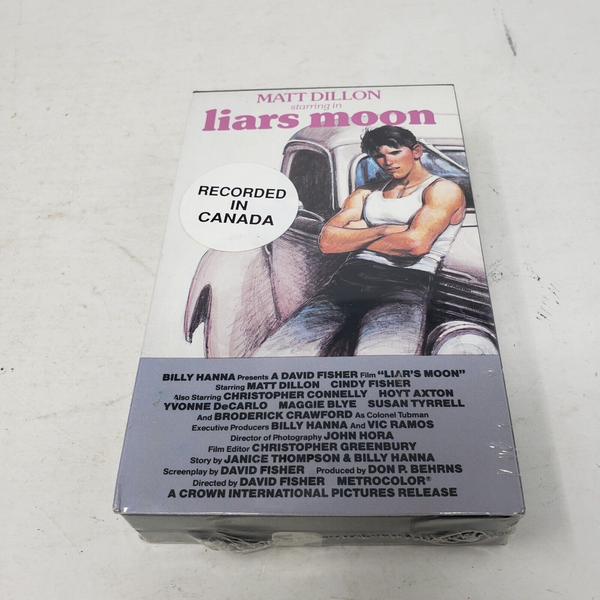 MATT DILLON
starring in
liars moon
RECORDED
IN
CANADA
BILLY HANNA Presents A DAVID FISHER Film "LIAR'S MOON"
Starring MATT DILLON CINDY FISHER
Also Starring CHRISTOPHER CONNELLY HOYT AXTON
YVONNE DeCARLO MAGGIE BLYE SUSAN TYRRELL
And BRODERICK CRAWFORD As Colonel Tubman
Executive Producers BILLY HANNA And VIC RAMOS
Director of Photography JOHN HORA
Film Editor CHRISTOPHER GREENBURY
Story by JANICE THOMPSON & BILLY HANNA
Screenplay by DAVID FISHER Produced by DON P. BEHRNS
Directed by DAVID FISHER METROCOLOR®
A CROWN INTERNATIONAL PICTURES RELEASE